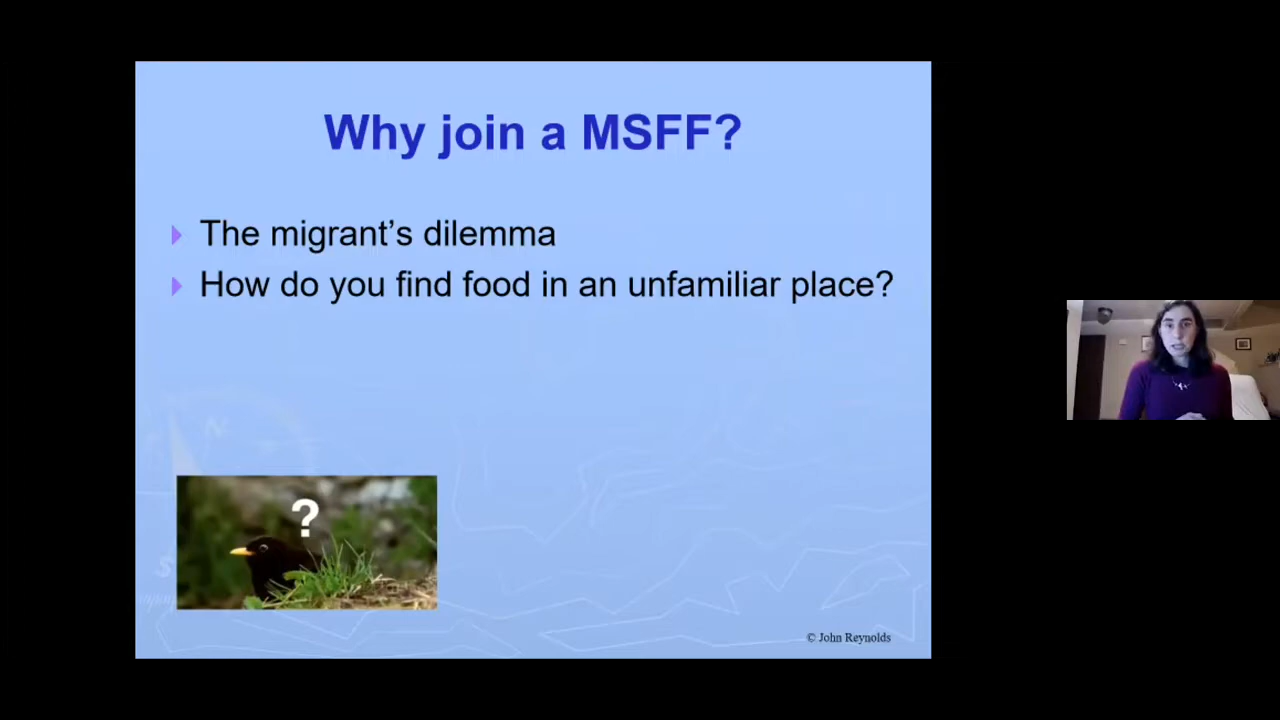 Why join a MSFF?
The migrant's dilemma
How do you find food in an unfamiliar place?
N
?
S
© John Reynolds